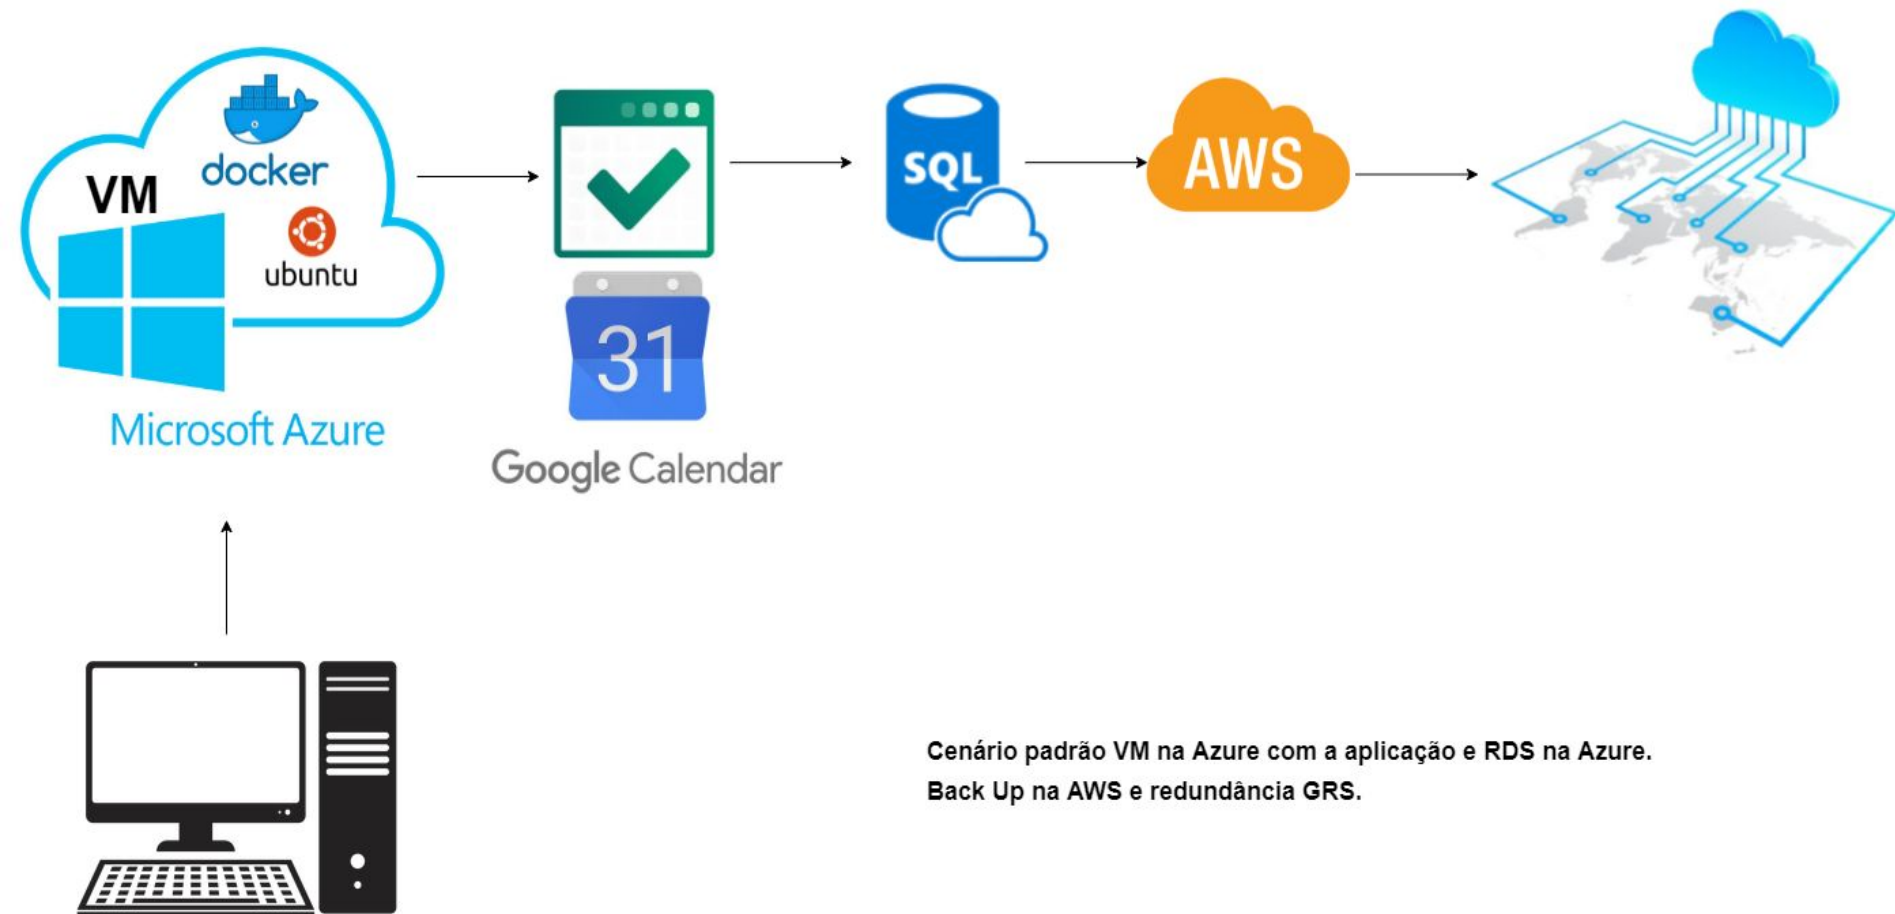 docker
VM
ubuntu
Microsoft Azure
31
Google Calendar
SQL
AWS
Cenário padrão VM na Azure com a aplicação e RDS na Azure.
Back Up na AWS e redundância GRS.